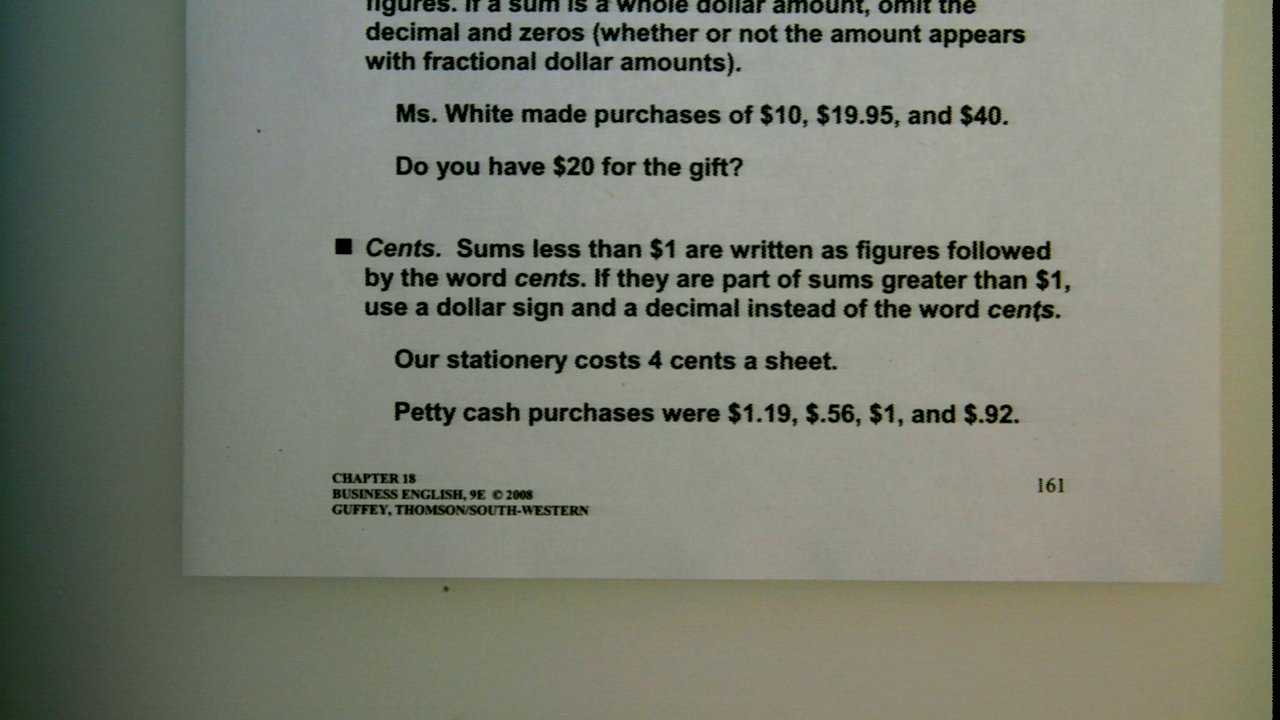 figures. If a sum is a whole dollar amount, omit the
decimal and zeros (whether or not the amount appears
with fractional dollar amounts).
Ms. White made purchases of $10, $19.95, and $40.
Do you have $20 for the gift?
■ Cents. Sums less than $1 are written as figures followed
by the word cents. If they are part of sums greater than $1,
use a dollar sign and a decimal instead of the word cents.
Our stationery costs 4 cents a sheet.
Petty cash purchases were $1.19, $.56, $1, and $.92.
CHAPTER 18
BUSINESS ENGLISH, 9E © 2008
GUFFEY, THOMSON/SOUTH-WESTERN
161